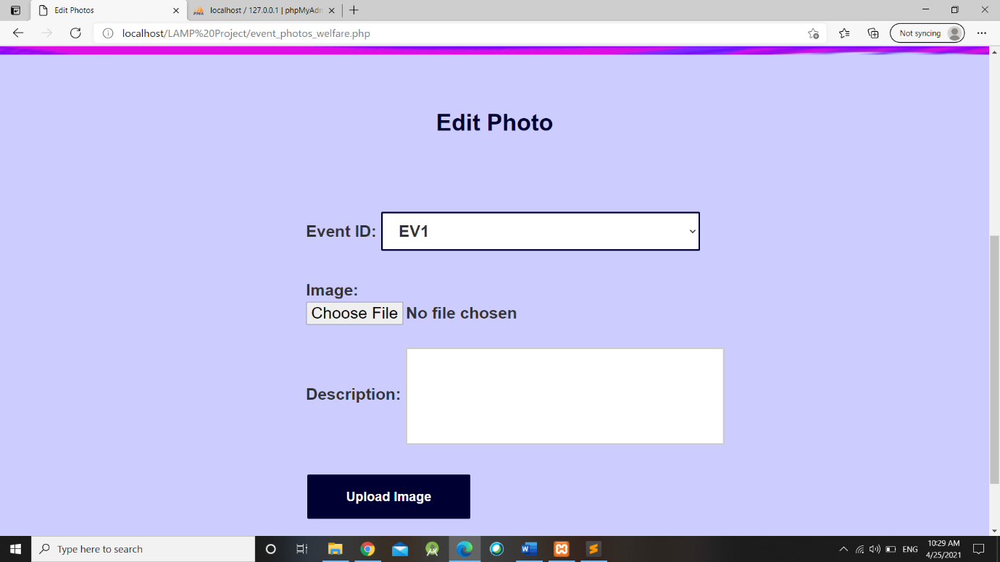 Edit Photos
localhost / 127.0.0.1 | phpMyAdm
localhost/LAMP%20Project/event_photos_welfare.php
Not syncing
Edit Photo
Event ID: EV1
Image:
Choose File No file chosen
Description:
Upload Image
Type here to search
ENG
10:29 AM
4/25/2021